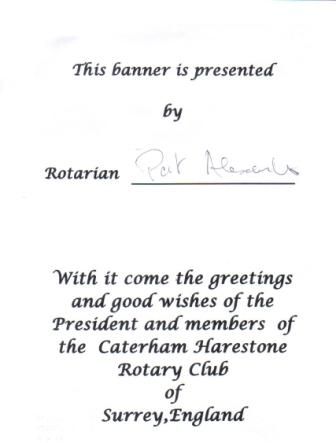 This banner is presented
by
Rotarian Pat Alexander
With it come the greetings
and good wishes of the
President and members of
the Caterham Harestone
Rotary Club
of
Surrey,England